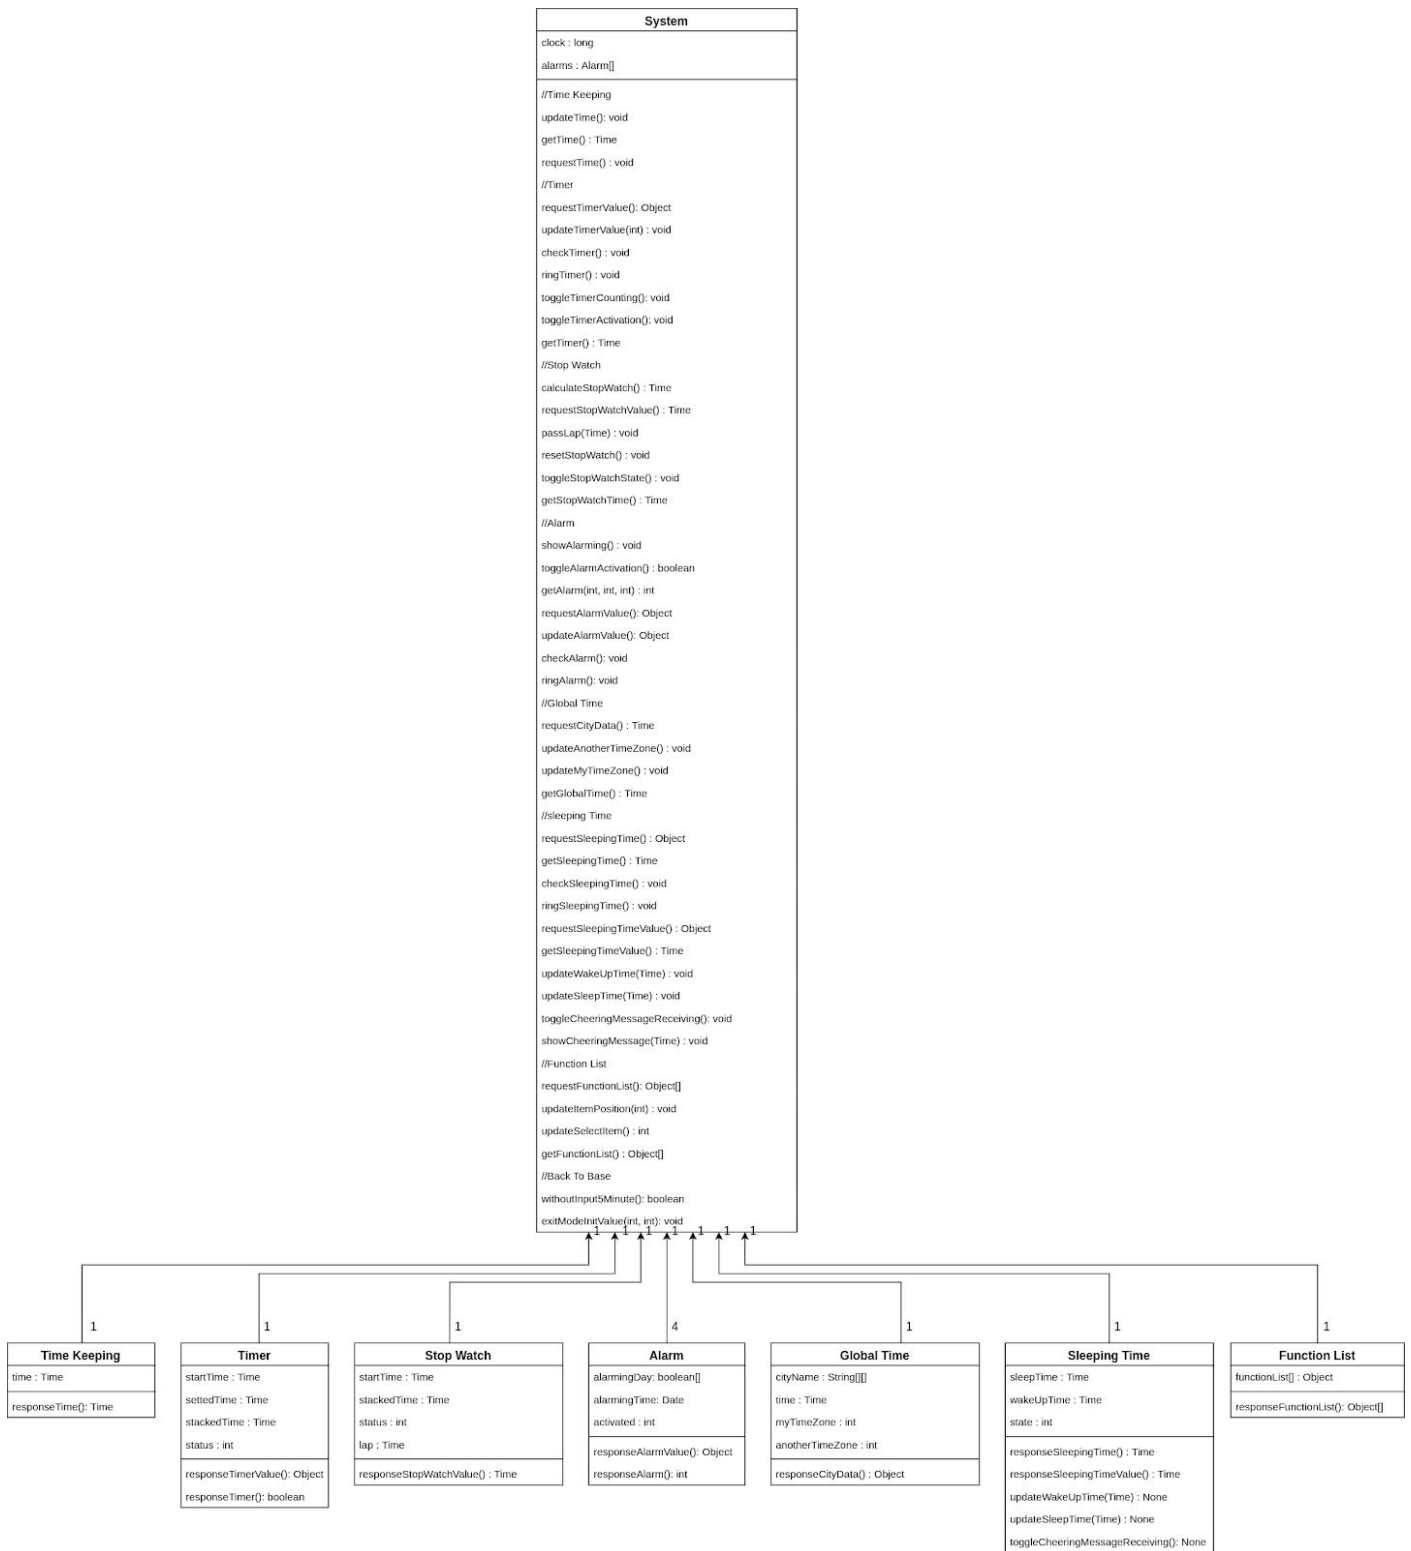 System
clock : long
alarms : Alarm[]
//Time Keeping
updateTime(): void
getTime() : Time
requestTime() : void
//Timer
requestTimerValue(): Object
updateTimerValue(int) : void
checkTimer() : void
ringTimer() : void
toggleTimerCounting(): void
toggleTimerActivation(): void
getTimer() : Time
//Stop Watch
calculateStopWatch() : Time
requestStopWatchValue() : Time
passLap(Time) : void
resetStopWatch() : void
toggleStopWatchState() : void
getStopWatchTime() : Time
//Alarm
showAlarming() : void
toggleAlarmActivation() : boolean
getAlarm(int, int, int) : int
requestAlarmValue(): Object
updateAlarmValue(): Object
checkAlarm(): void
ringAlarm(): void
//Global Time
requestCityData() : Time
updateAnotherTimeZone() : void
updateMyTimeZone() : void
getGlobalTime() : Time
//sleeping Time
requestSleepingTime() : Object
getSleepingTime() : Time
checkSleepingTime() : void
ringSleepingTime() : void
requestSleepingTimeValue() : Object
getSleepingTimeValue() : Time
updateWakeUpTime(Time) : void
updateSleepTime(Time) : void
toggleCheeringMessageReceiving(): void
showCheeringMessage(Time) : void
//Function List
requestFunctionList(): Object[]
updateItemPosition(int) : void
updateSelectItem() : int
getFunctionList() : Object[]
//Back To Base
withoutInput5Minute(): boolean
exitModeInitValue(int, int): void
1 1 1 1 1 1 1
1 1 1 4 1 1 1
Time Keeping
time : Time
responseTime(): Time
Timer
startTime : Time
settedTime : Time
stackedTime : Time
status : int
responseTimerValue(): Object
responseTimer(): boolean
Stop Watch
startTime : Time
stackedTime : Time
status : int
lap : Time
responseStopWatchValue() : Time
Alarm
alarmingDay: boolean[]
alarmingTime: Date
activated : int
responseAlarmValue(): Object
responseAlarm(): int
Global Time
cityName : String[][]
time : Time
myTimeZone : int
anotherTimeZone : int
responseCityData() : Object
Sleeping Time
sleepTime : Time
wakeUpTime : Time
state : int
responseSleepingTime() : Time
responseSleepingTimeValue() : Time
updateWakeUpTime(Time) : None
updateSleepTime(Time) : None
toggleCheeringMessageReceiving(): None
Function List
functionList[] : Object
responseFunctionList(): Object[]